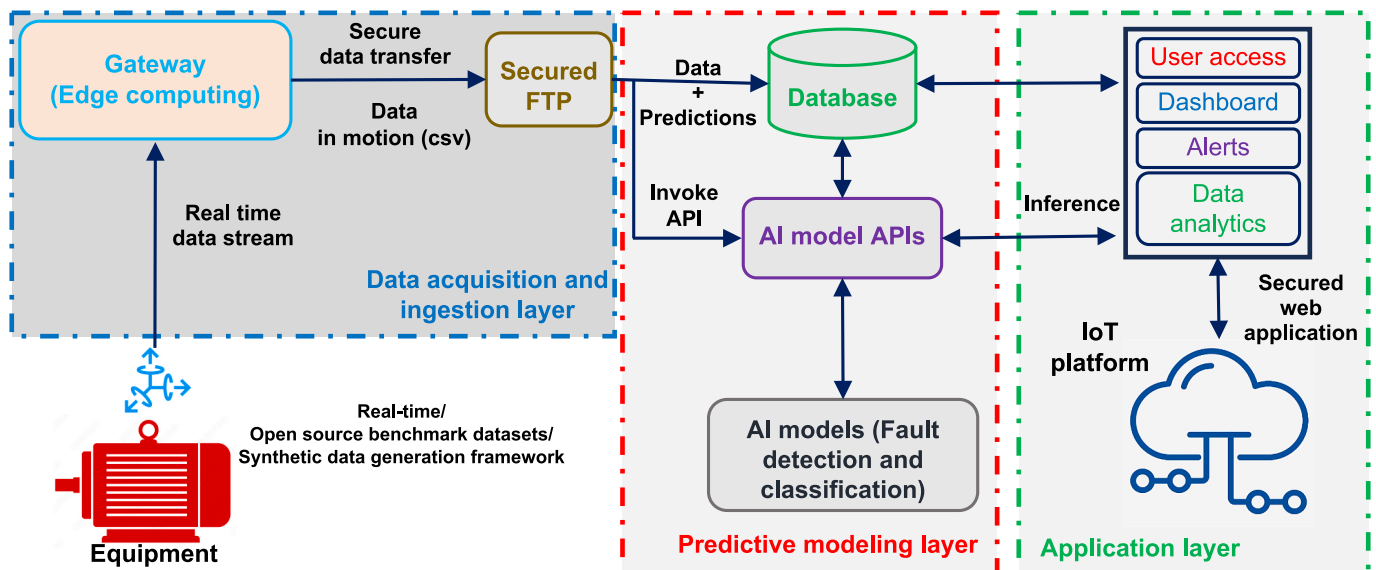 Gateway
(Edge computing)
Secure
data transfer
Data
in motion (csv)
Secured
FTP
Real time
data stream
Data acquisition and
ingestion layer
Real-time/
Open source benchmark datasets/
Synthetic data generation framework
Equipment
Data
+
Predictions
Database
Invoke
API
AI model APIs
AI models (Fault
detection and
classification)
Predictive modeling layer
User access
Dashboard
Alerts
Data
analytics
Inference
Secured
web
application
IoT
platform
Application layer